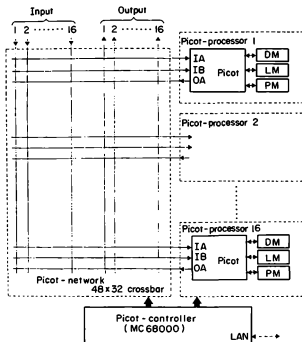 Input Output
1 2 ········ 16 1 2 ········ 16
Picot-processor 1
IA
IB
OA
Picot
DM
LM
PM
Picot-processor 2
Picot-processor 16
IA
IB
OA
Picot
DM
LM
PM
Picot-network
48 x 32 crossbar
Picot-controller
(MC 68000)
LAN